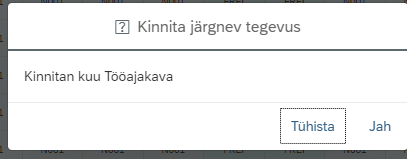 Kinnita järgnev tegevus
Kinnitan kuu Tööajakava
Tühista Jah